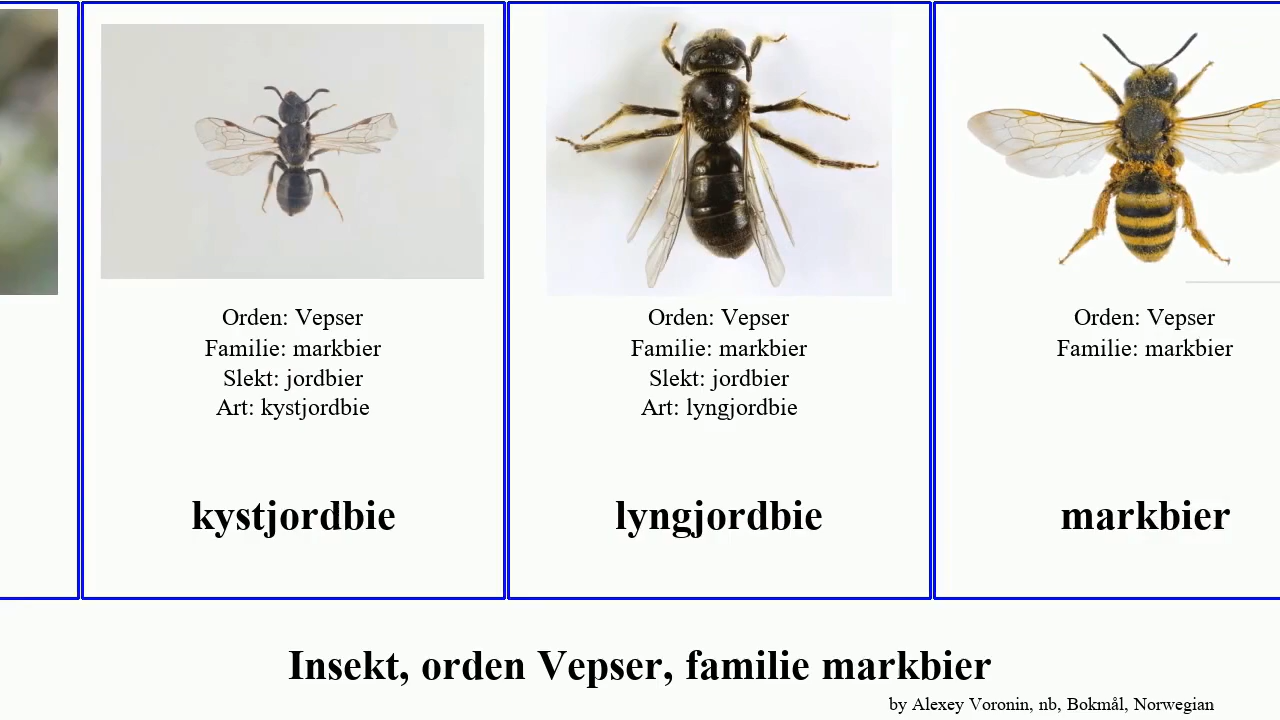 Orden: Vepser
Familie: markbier
Slekt: jordbier
Art: kystjordbie
kystjordbie
Orden: Vepser
Familie: markbier
Slekt: jordbier
Art: lyngjordbie
lyngjordbie
Orden: Vepser
Familie: markbier
markbier
Insekt, orden Vepser, familie markbier
by Alexey Voronin, nb, Bokmål, Norwegian